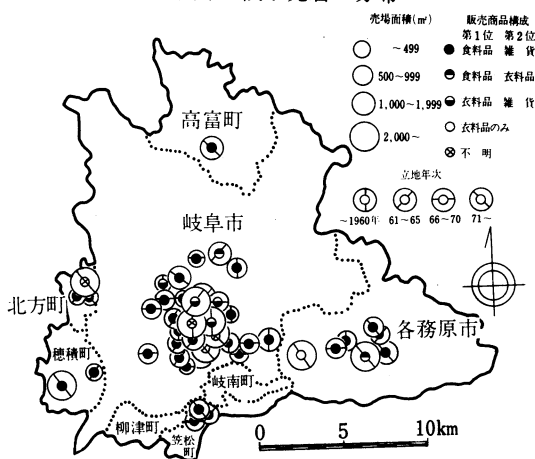 売場面積(㎡)
～499
500～999
1,000～1,999
2,000～
販売商品構成
第1位 第2位
食料品 雑貨
食料品 衣料品
衣料品 雑貨
衣料品のみ
不明
立地年次
～1960年 61～65 66～70 71～
高富町
岐阜市
北方町
穂積町
各務原市
岐南町
柳津町
笠松町
0 5 10km